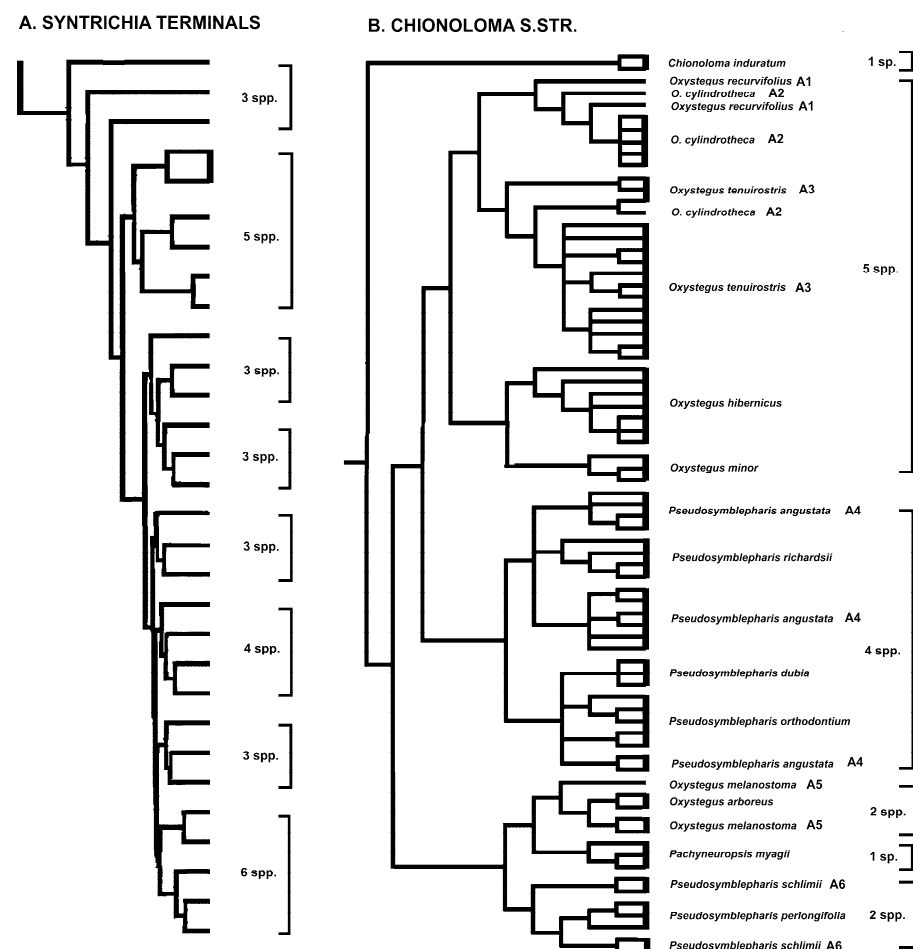 A. SYNTRICHIA TERMINALS
3 spp.
5 spp.
3 spp.
3 spp.
3 spp.
4 spp.
3 spp.
6 spp.
B. CHIONOLOMA S.STR.
Chionoloma induratum
1 sp.
Oxystegus recurvifolius A1
O. cylindrotheca A2
Oxystegus recurvifolius A1
O. cylindrotheca A2
Oxystegus tenuirostris A3
O. cylindrotheca A2
5 spp.
Oxystegus tenuirostris A3
Oxystegus hibernicus
Oxystegus minor
Pseudosymblepharis angustata A4
Pseudosymblepharis richardsii
Pseudosymblepharis angustata A4
4 spp.
Pseudosymblepharis dubia
Pseudosymblepharis orthodontium
Pseudosymblepharis angustata A4
Oxystegus melanostoma A5
Oxystegus arboreus
2 spp.
Oxystegus melanostoma A5
Pachyneuropsis myagii
1 sp.
Pseudosymblepharis schlimii A6
Pseudosymblepharis perlongifolia
2 spp.
Pseudosymblepharis schlimii A6